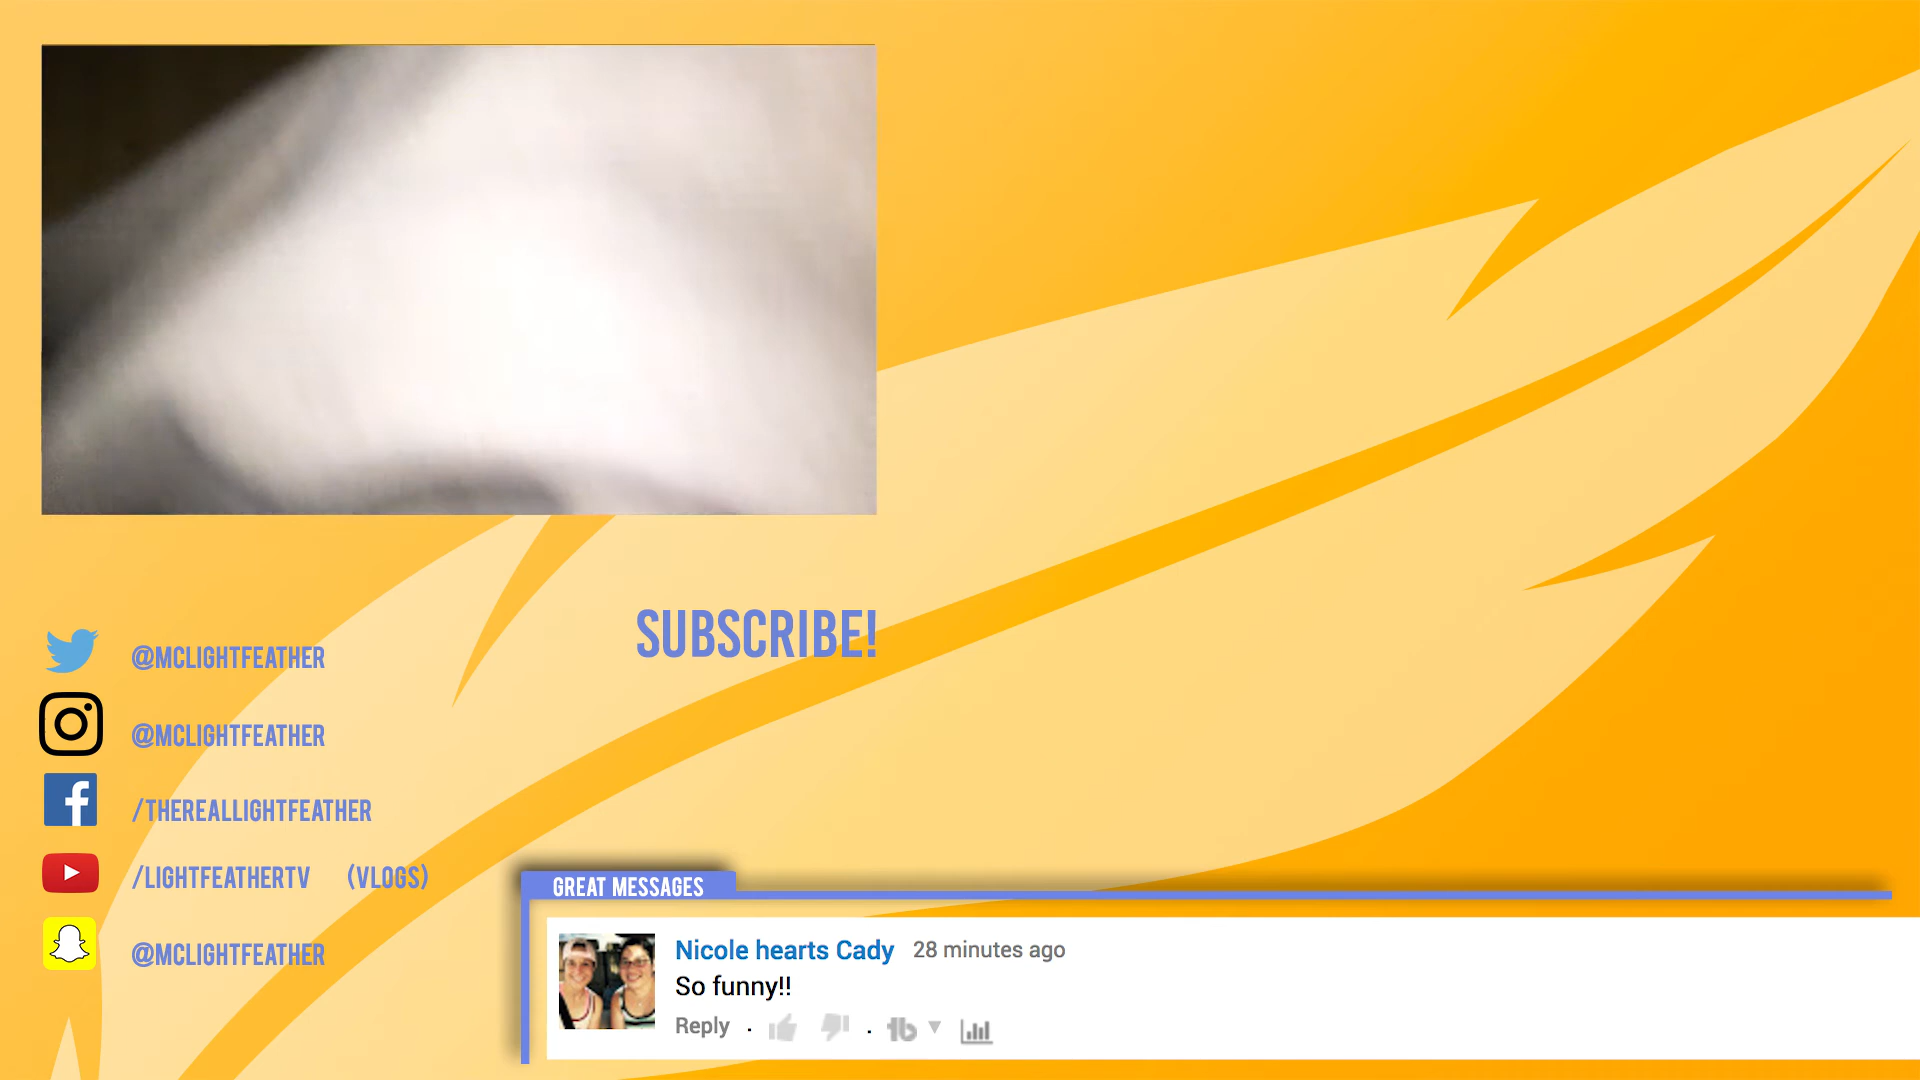 SUBSCRIBE!
@MCLIGHTFEATHER
@MCLIGHTFEATHER
/THEREALLIGHTFEATHER
/LIGHTFEATHERTV (VLOGS)
@MCLIGHTFEATHER
GREAT MESSAGES
Nicole hearts Cady 28 minutes ago
So funny!!
Reply